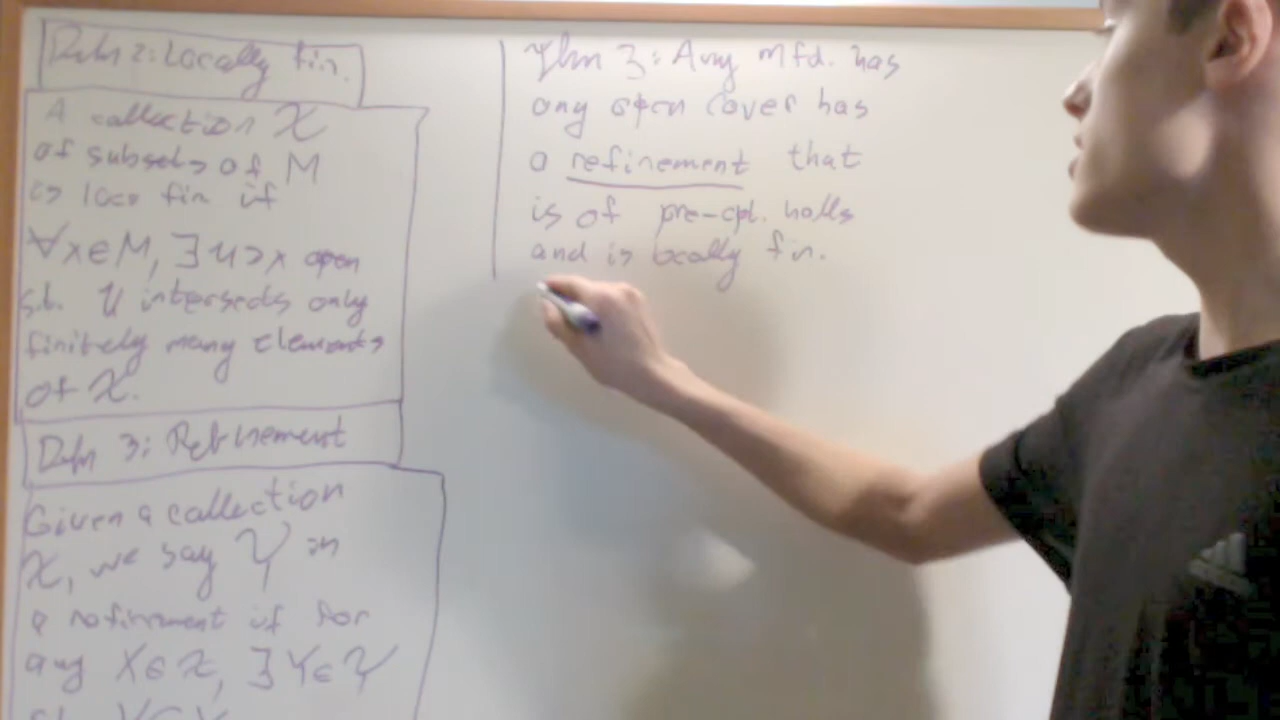 Defn 2: Locally fin.
A collection 𝒳
of subsets of M
is loc. fin if
∀x∈M, ∃ U∋x open
s.t. U intersects only
finitely many elements
of 𝒳.
Defn 3: Refinement
Given a collection
𝒳, we say 𝒴 is
a refinement if for
any X∈𝒳, ∃ Y∈𝒴
Thm 3: Any mfd. has
any open cover has
a refinement that
is of pre-cpt. balls
and is locally fin.